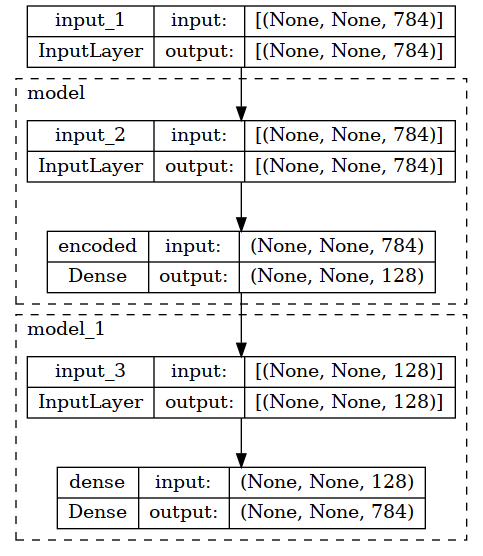 input_1 input: [(None, None, 784)]
InputLayer output: [(None, None, 784)]
model
input_2 input: [(None, None, 784)]
InputLayer output: [(None, None, 784)]
encoded input: (None, None, 784)
Dense output: (None, None, 128)
model_1
input_3 input: [(None, None, 128)]
InputLayer output: [(None, None, 128)]
dense input: (None, None, 128)
Dense output: (None, None, 784)